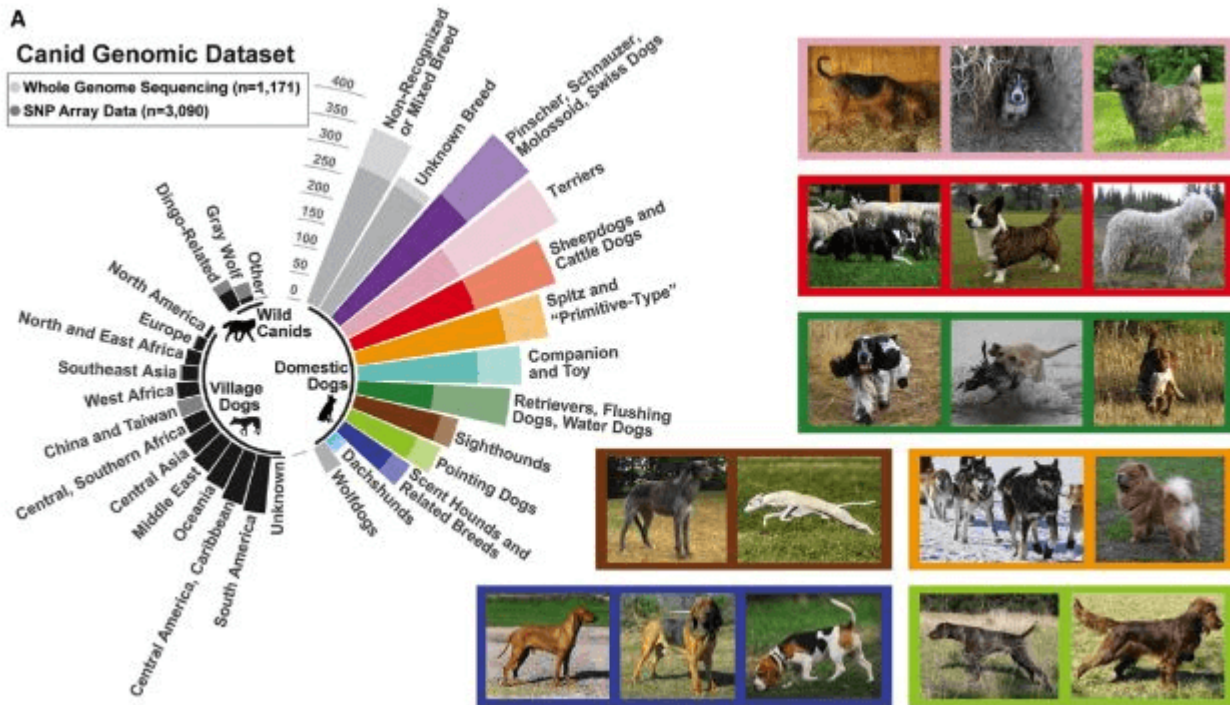 A
Canid Genomic Dataset
Whole Genome Sequencing (n=1,171)
SNP Array Data (n=3,090)
400
350
300
250
200
150
100
50
0
Non-Recognized
or Mixed Breed
Unknown Breed
Pinscher, Schnauzer,
Molossoid, Swiss Dogs
Terriers
Sheepdogs and
Cattle Dogs
Spitz and
"Primitive-Type"
Companion
and Toy
Retrievers, Flushing
Dogs, Water Dogs
Sighthounds
Pointing Dogs
Scent Hounds and
Related Breeds
Dachshunds
Wolfdogs
Domestic
Dogs
Wild
Canids
Village
Dogs
Other
Gray Wolf
Dingo-Related
North America
Europe
North and East Africa
Southeast Asia
West Africa
China and Taiwan
Central, Southern Africa
Central Asia
Middle East
Oceania
Central America, Caribbean
South America
Unknown